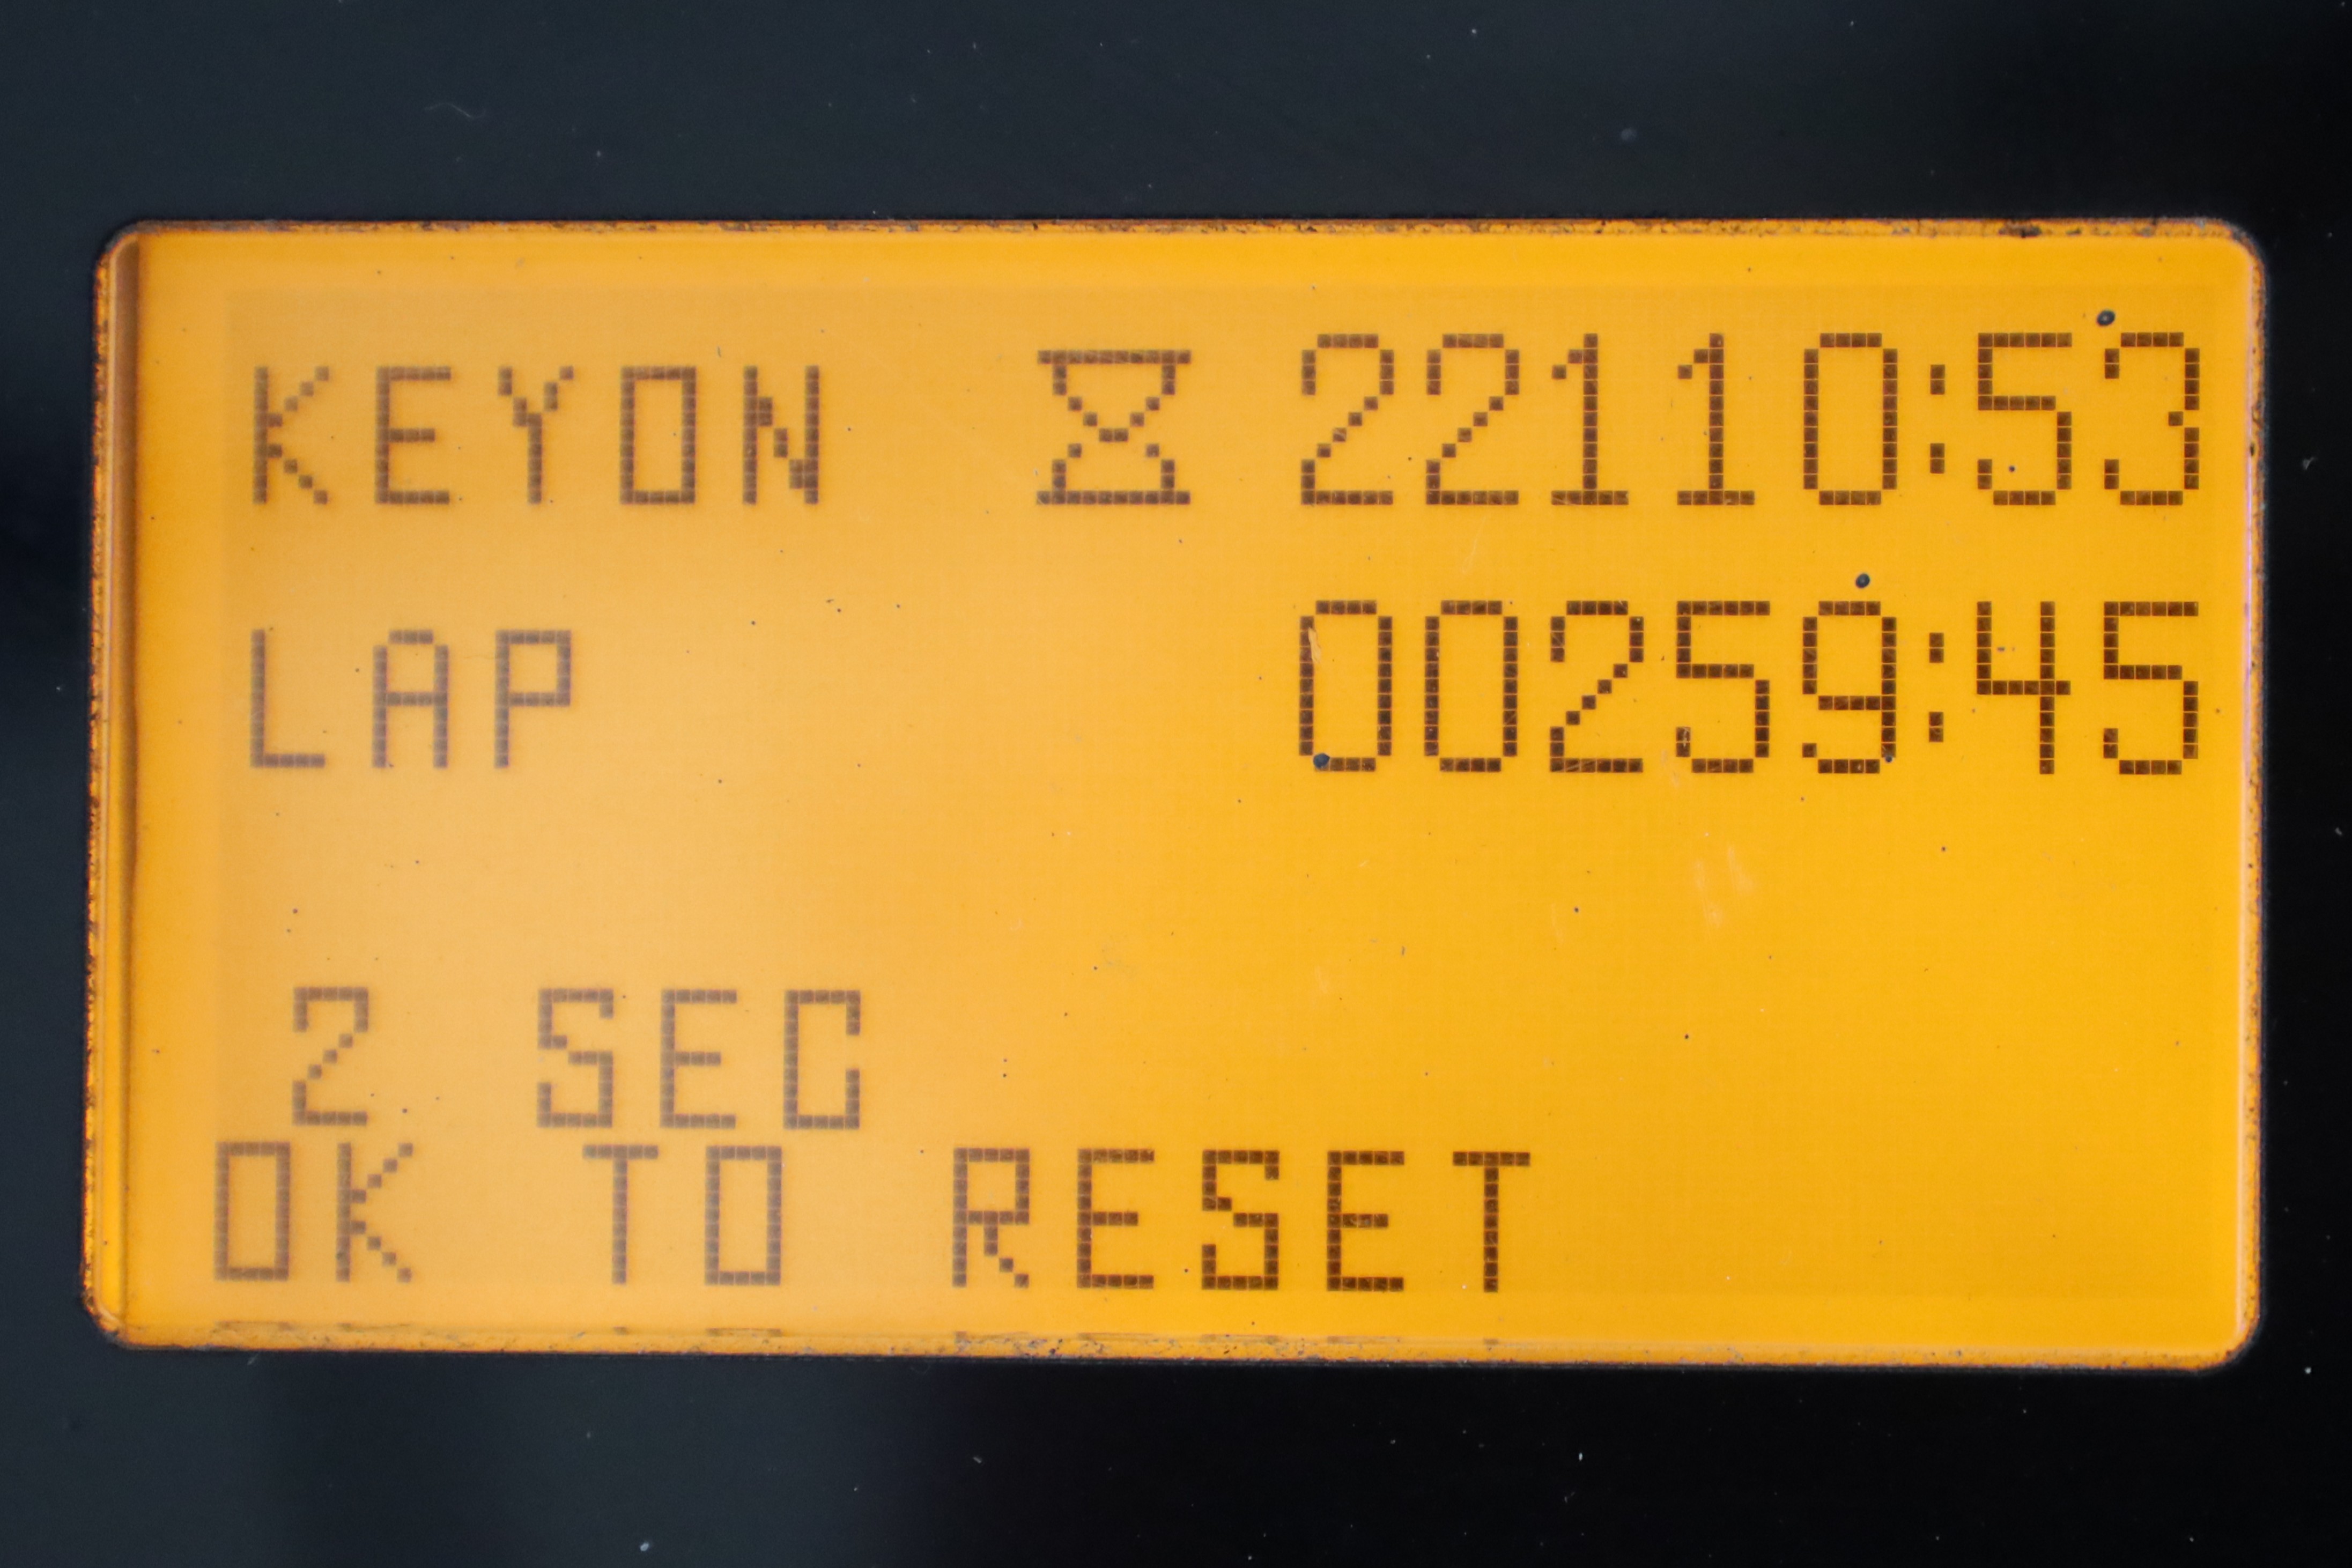 KEYON 22110:53
LAP 00259:45
2 SEC
OK TO RESET